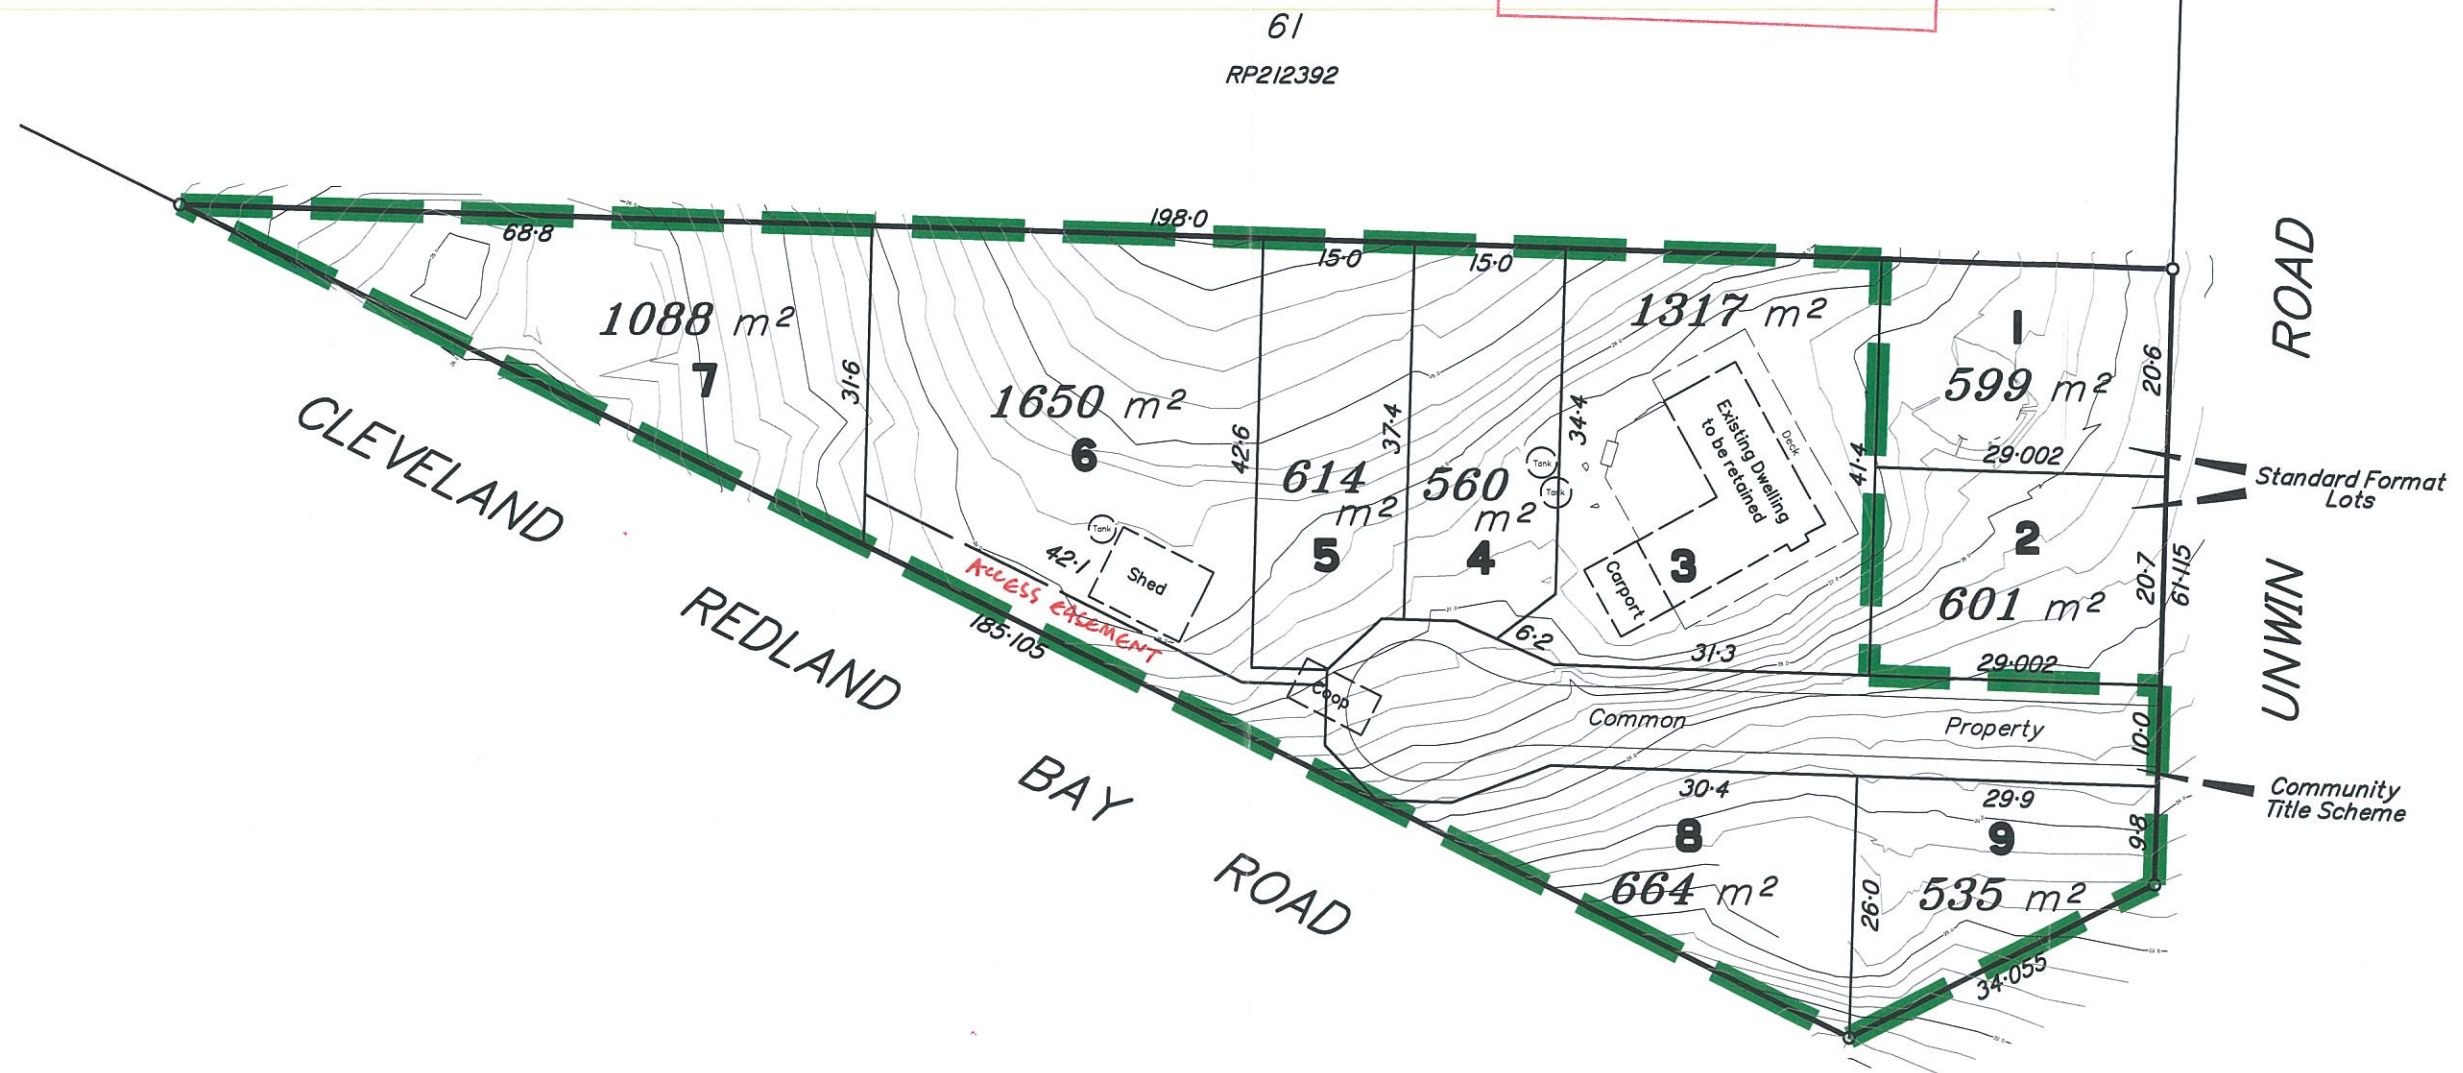 61
RP212392
198·0
68·8
15·0
15·0
1088 m²
7
31·6
1650 m²
6
42·6
614
m²
5
37·4
560
m²
4
34·4
Tank
Tank
1317 m²
Existing Dwelling
to be retained
Deck
3
Carport
41·4
1
599 m²
20·6
29·002
Standard Format
Lots
2
601 m²
20·7
61·115
29·002
ROAD
UNWIN
Tank
Shed
42·1
ACCESS EASEMENT
185·105
Coop
6·2
31·3
Common
Property
10·0
Community
Title Scheme
30·4
29·9
8
664 m²
9
535 m²
9·8
26·0
34·055
CLEVELAND
REDLAND
BAY
ROAD